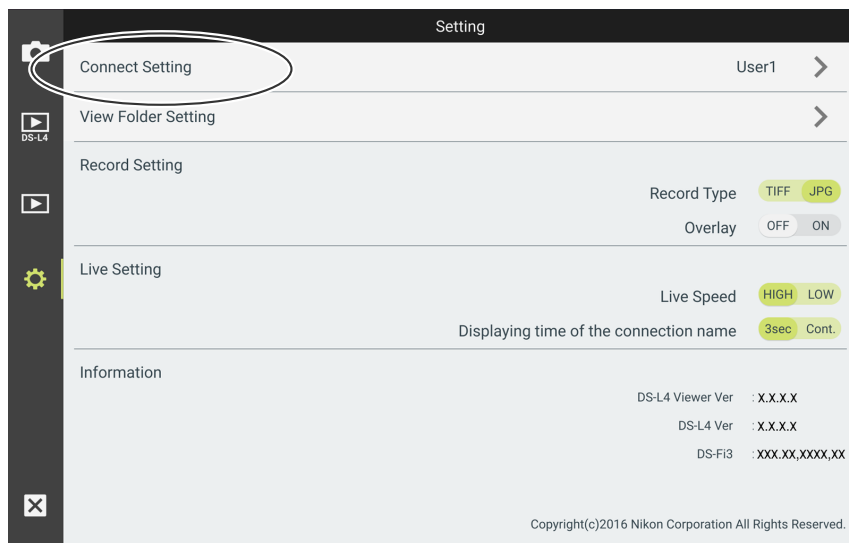 Setting
Connect Setting User1
DS-L4
View Folder Setting
Record Setting
Record Type TIFF JPG
Overlay OFF ON
Live Setting
Live Speed HIGH LOW
Displaying time of the connection name 3sec Cont.
Information
DS-L4 Viewer Ver : X.X.X.X
DS-L4 Ver : X.X.X.X
DS-Fi3 : XXX.XX,XXXX,XX
Copyright(c)2016 Nikon Corporation All Rights Reserved.